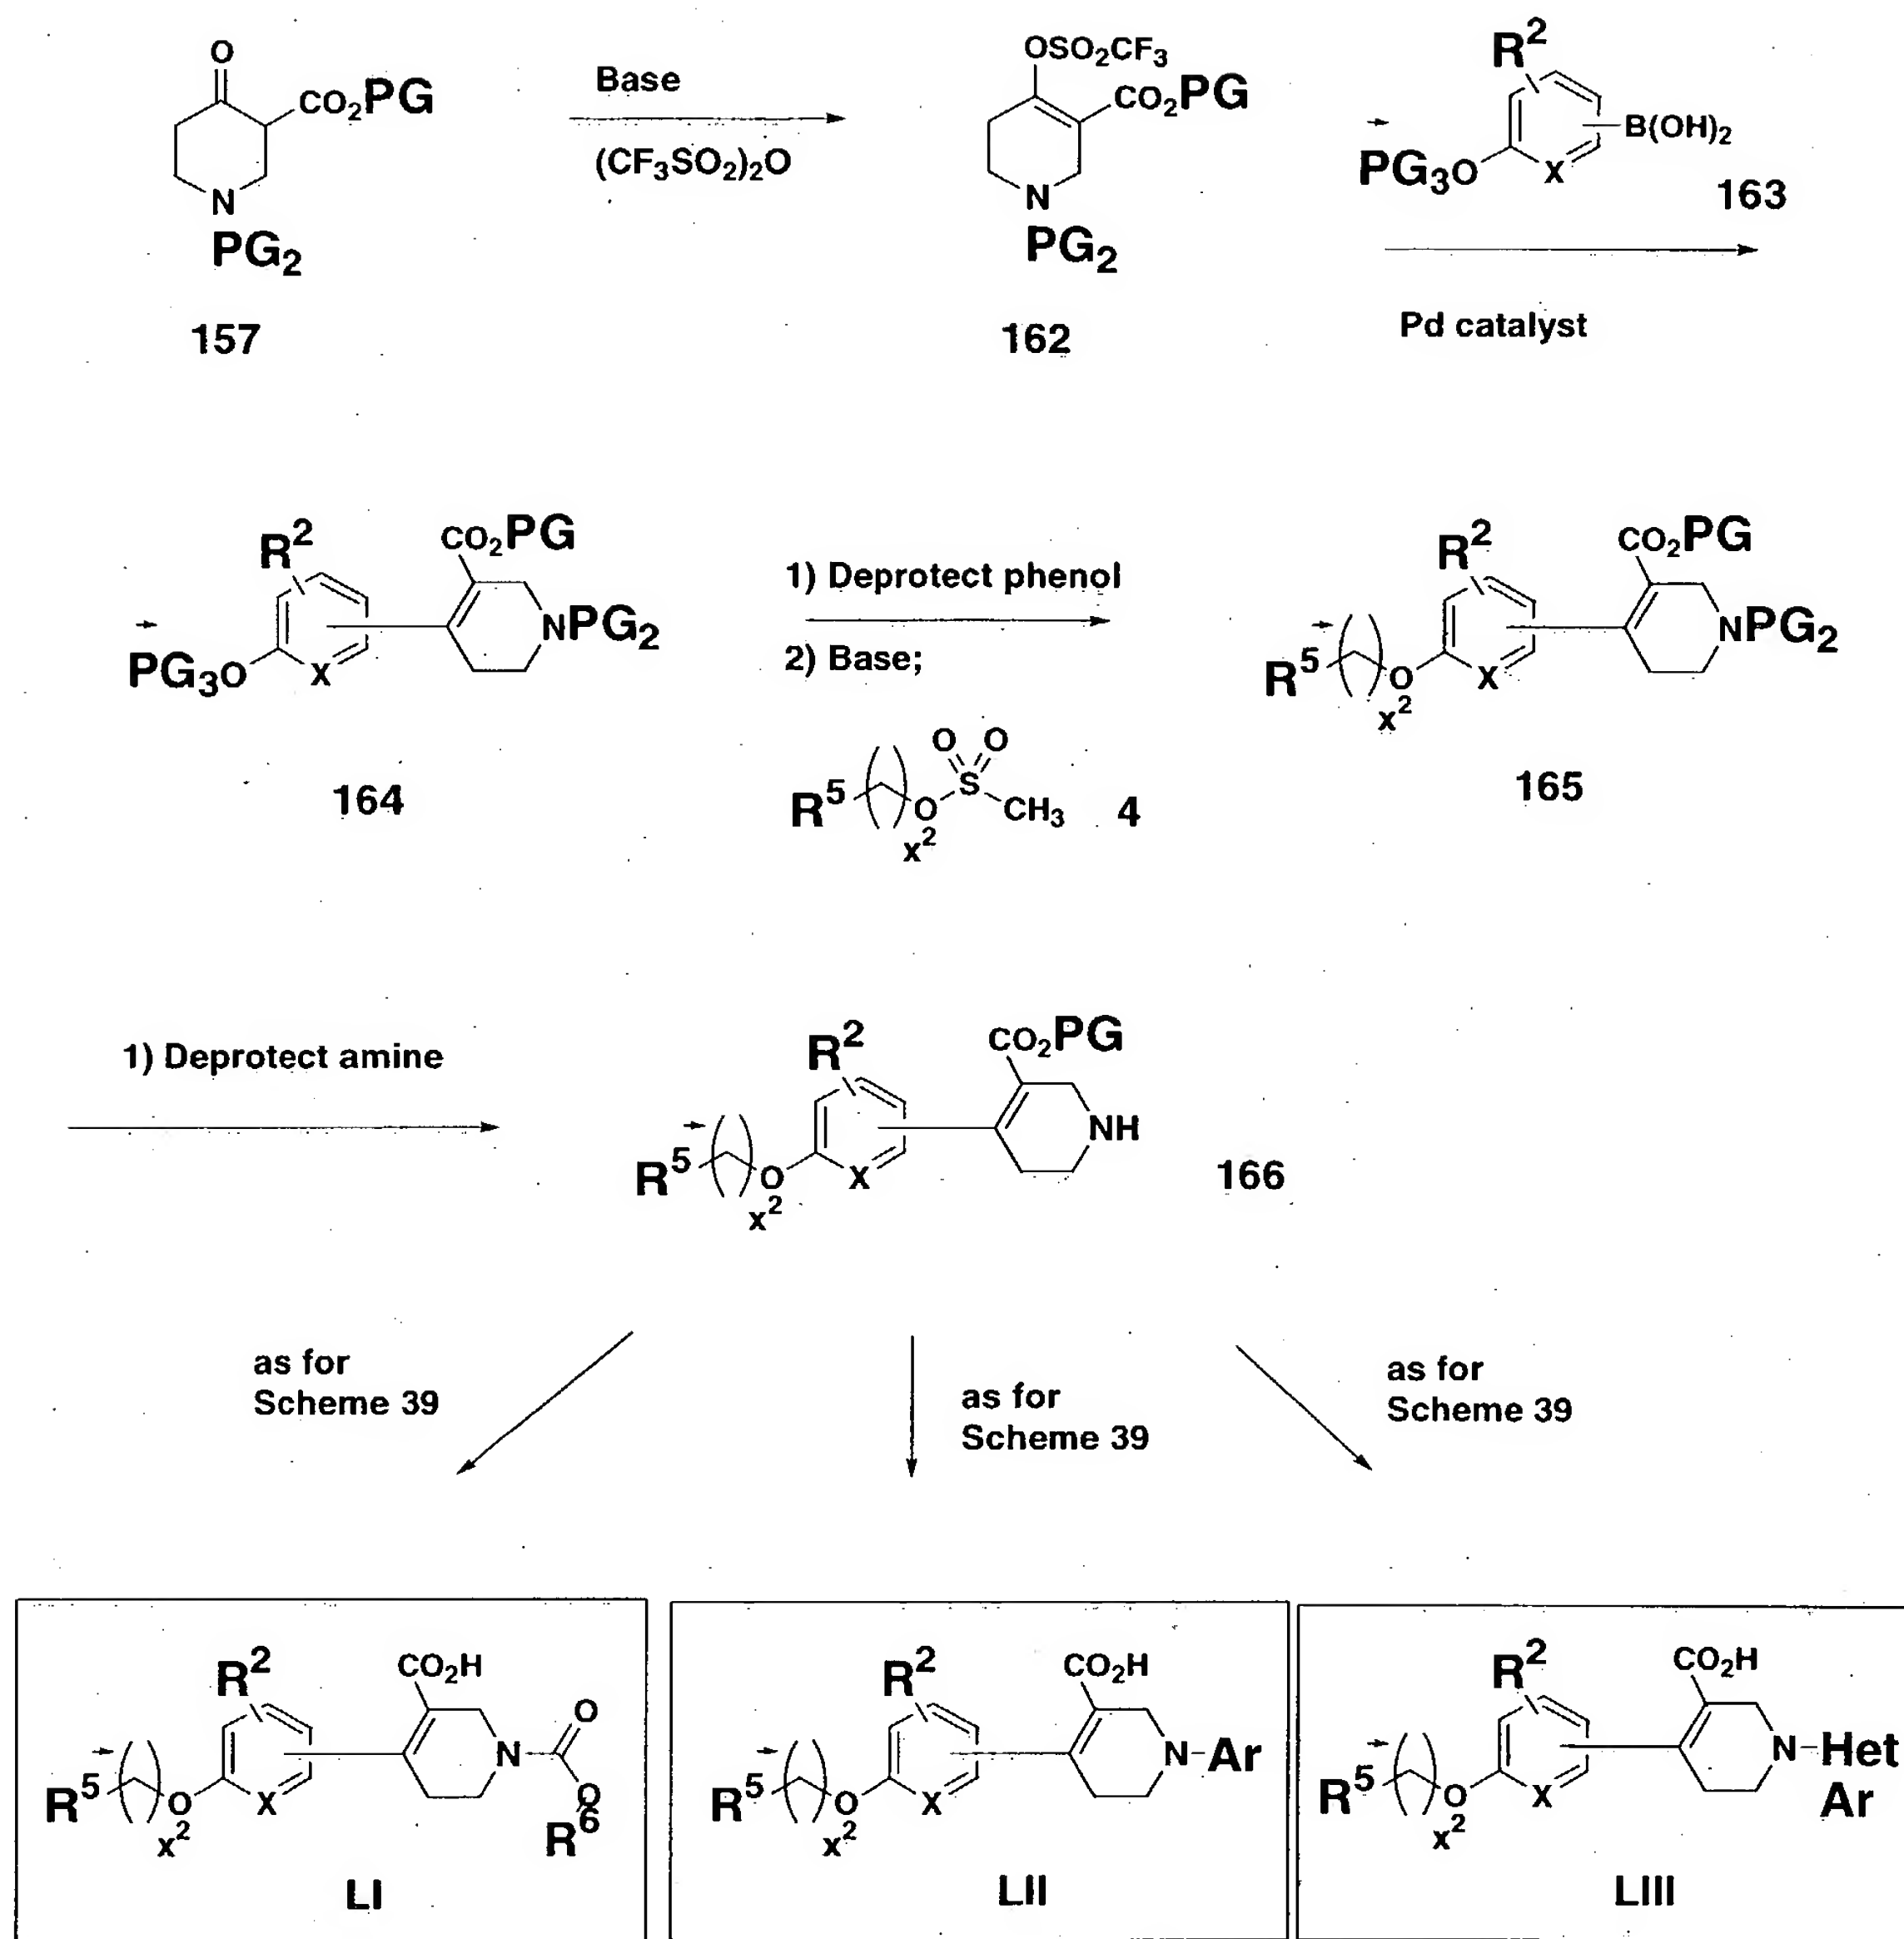 O
CO2PG
N
PG2
157
Base
(CF3SO2)2O
OSO2CF3
CO2PG
N
PG2
162
R2
B(OH)2
PG3O
X
163
Pd catalyst
R2
CO2PG
NPG2
PG3O
X
164
1) Deprotect phenol
2) Base;
O O
S
R5
O
CH3
x2
4
R2
CO2PG
NPG2
R5
O
X
x2
165
1) Deprotect amine
R2
CO2PG
NH
R5
O
X
x2
166
as for
Scheme 39
as for
Scheme 39
as for
Scheme 39
R2
CO2H
O
N
R5
O
X
O
x2
R6
LI
R2
CO2H
N-Ar
R5
O
X
x2
LII
R2
CO2H
N-Het
Ar
R5
O
X
x2
LIII